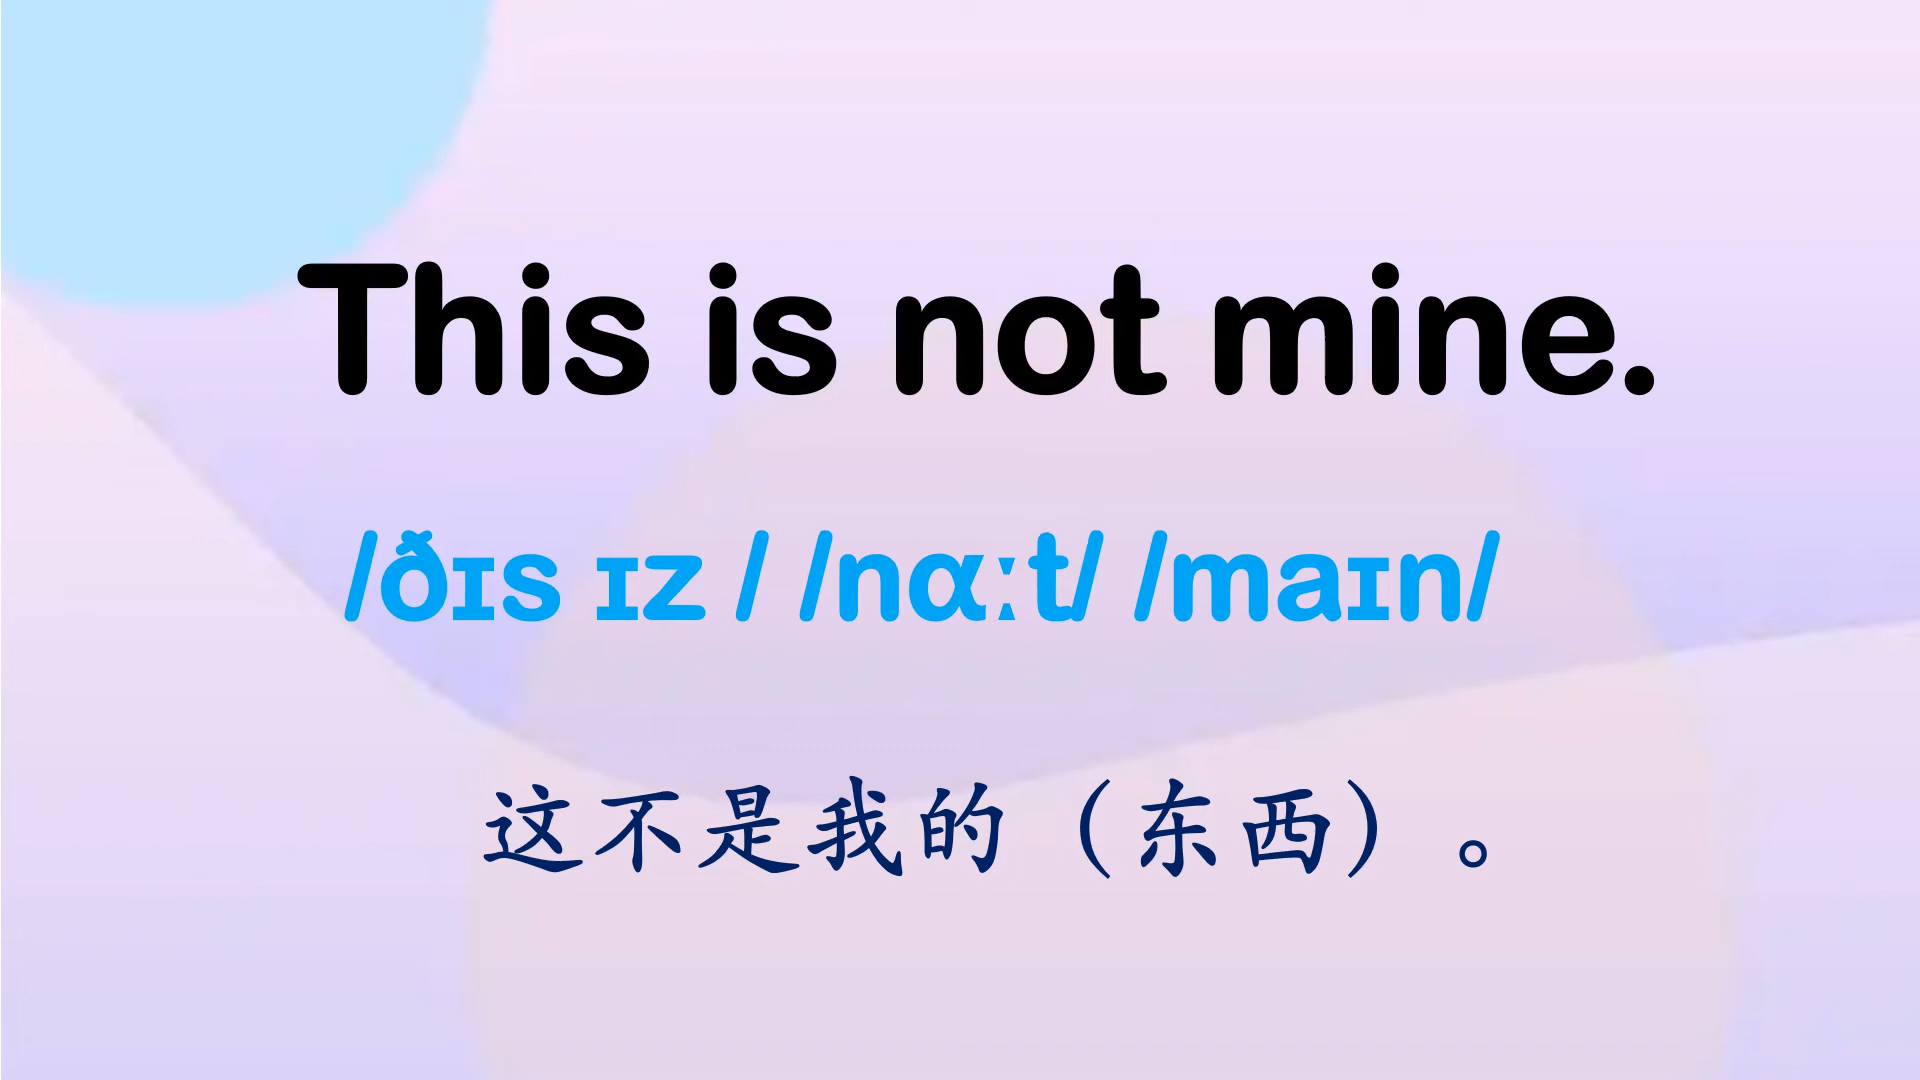 This is not mine.
/ðɪs ɪz / /nɑːt/ /maɪn/
这不是我的（东西）。